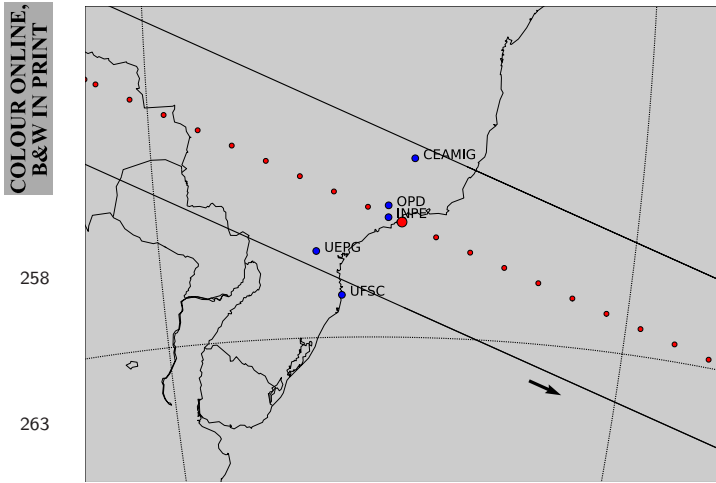 COLOUR ONLINE,
B&W IN PRINT
CEAMIG
OPD
INPE
UEPG
UFSC
258
263